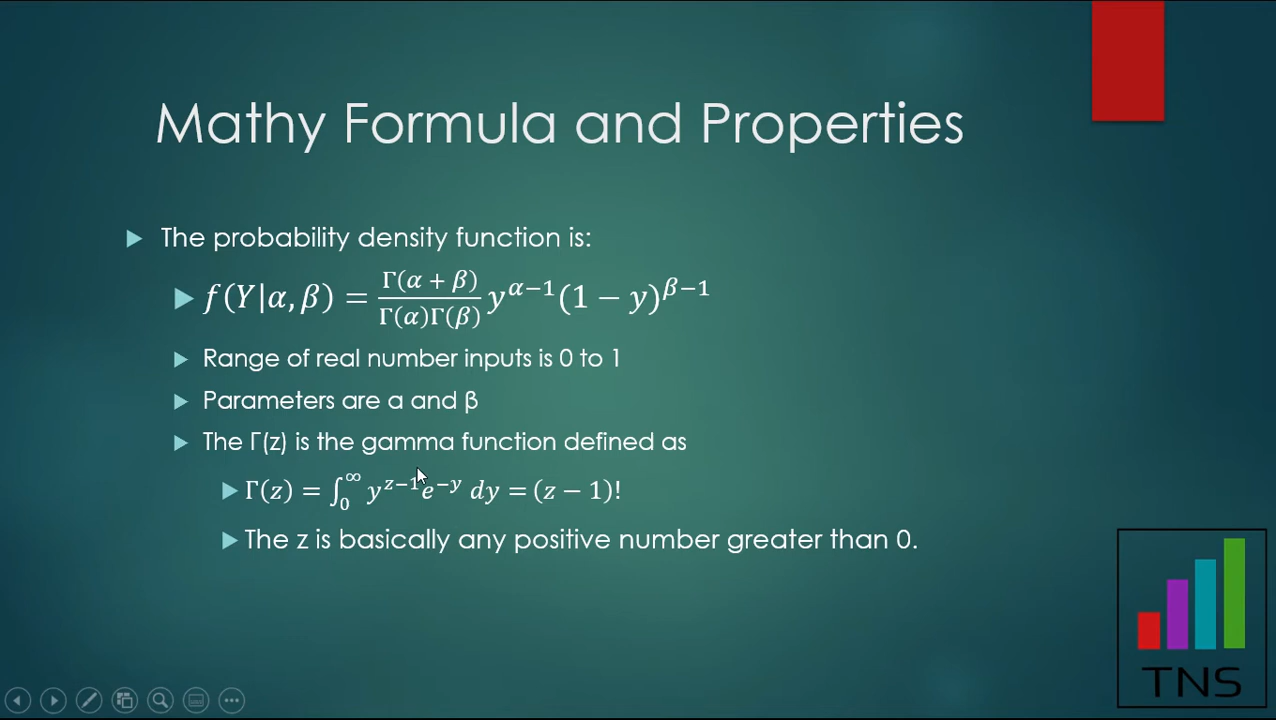 Mathy Formula and Properties
The probability density function is:
f(Y|α, β) = Γ(α + β) / Γ(α)Γ(β) y^{α−1}(1 − y)^{β−1}
Range of real number inputs is 0 to 1
Parameters are α and β
The Γ(z) is the gamma function defined as
Γ(z) = ∫_0^∞ y^{z−1}e^{−y} dy = (z − 1)!
The z is basically any positive number greater than 0.
TNS